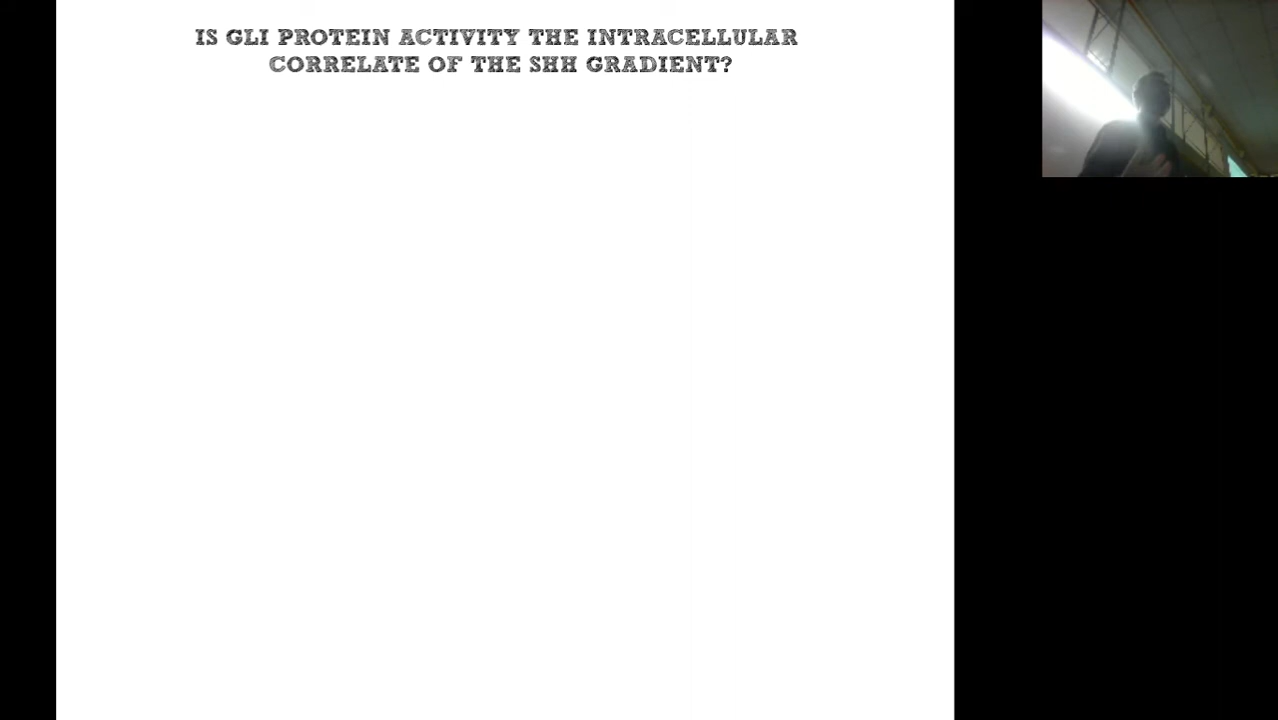 IS GLI PROTEIN ACTIVITY THE INTRACELLULAR
CORRELATE OF THE SHH GRADIENT?